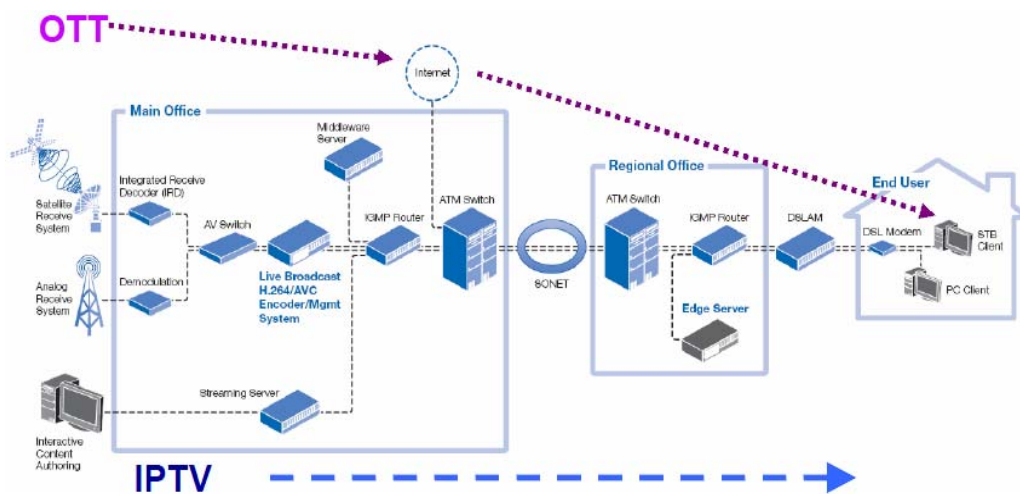 OTT
Internet
Main Office
Middleware
Server
Regional Office
End User
Integrated Receive
Decoder (IRD)
Satellite
Receive
System
AV Switch
IGMP Router
ATM Switch
ATM Switch
IGMP Router
DSLAM
DSL Modem
STB
Client
Live Broadcast
H.264/AVC
Encoder/Mgmt
System
SONET
Analog
Receive
System
Demodulation
PC Client
Edge Server
Streaming Server
Interactive
Content
Authoring
IPTV